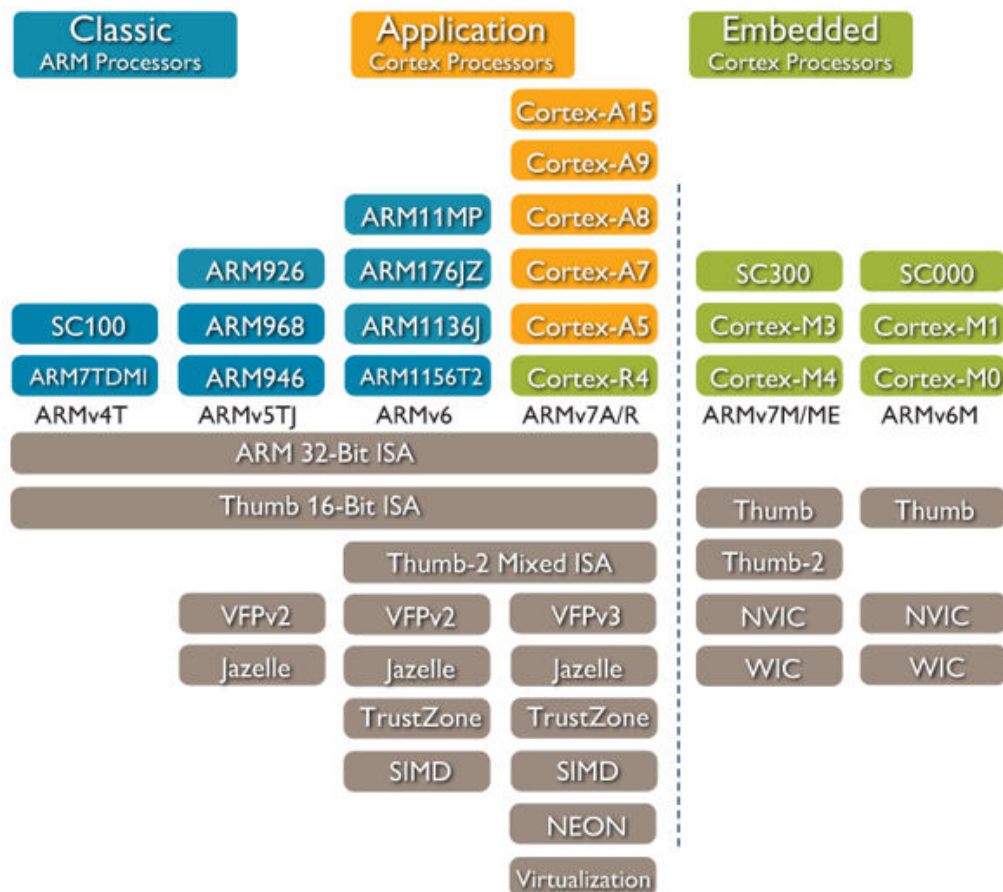 Classic
ARM Processors
Application
Cortex Processors
Embedded
Cortex Processors
Cortex-A15
Cortex-A9
ARM11MP
Cortex-A8
ARM926
ARM176JZ
Cortex-A7
SC300
SC000
SC100
ARM968
ARM1136J
Cortex-A5
Cortex-M3
Cortex-M1
ARM7TDMI
ARM946
ARM1156T2
Cortex-R4
Cortex-M4
Cortex-M0
ARMv4T
ARMv5TJ
ARMv6
ARMv7A/R
ARMv7M/ME
ARMv6M
ARM 32-Bit ISA
Thumb 16-Bit ISA
Thumb
Thumb
Thumb-2 Mixed ISA
Thumb-2
VFPv2
VFPv2
VFPv3
NVIC
NVIC
Jazelle
Jazelle
Jazelle
WIC
WIC
TrustZone
TrustZone
SIMD
SIMD
NEON
Virtualization